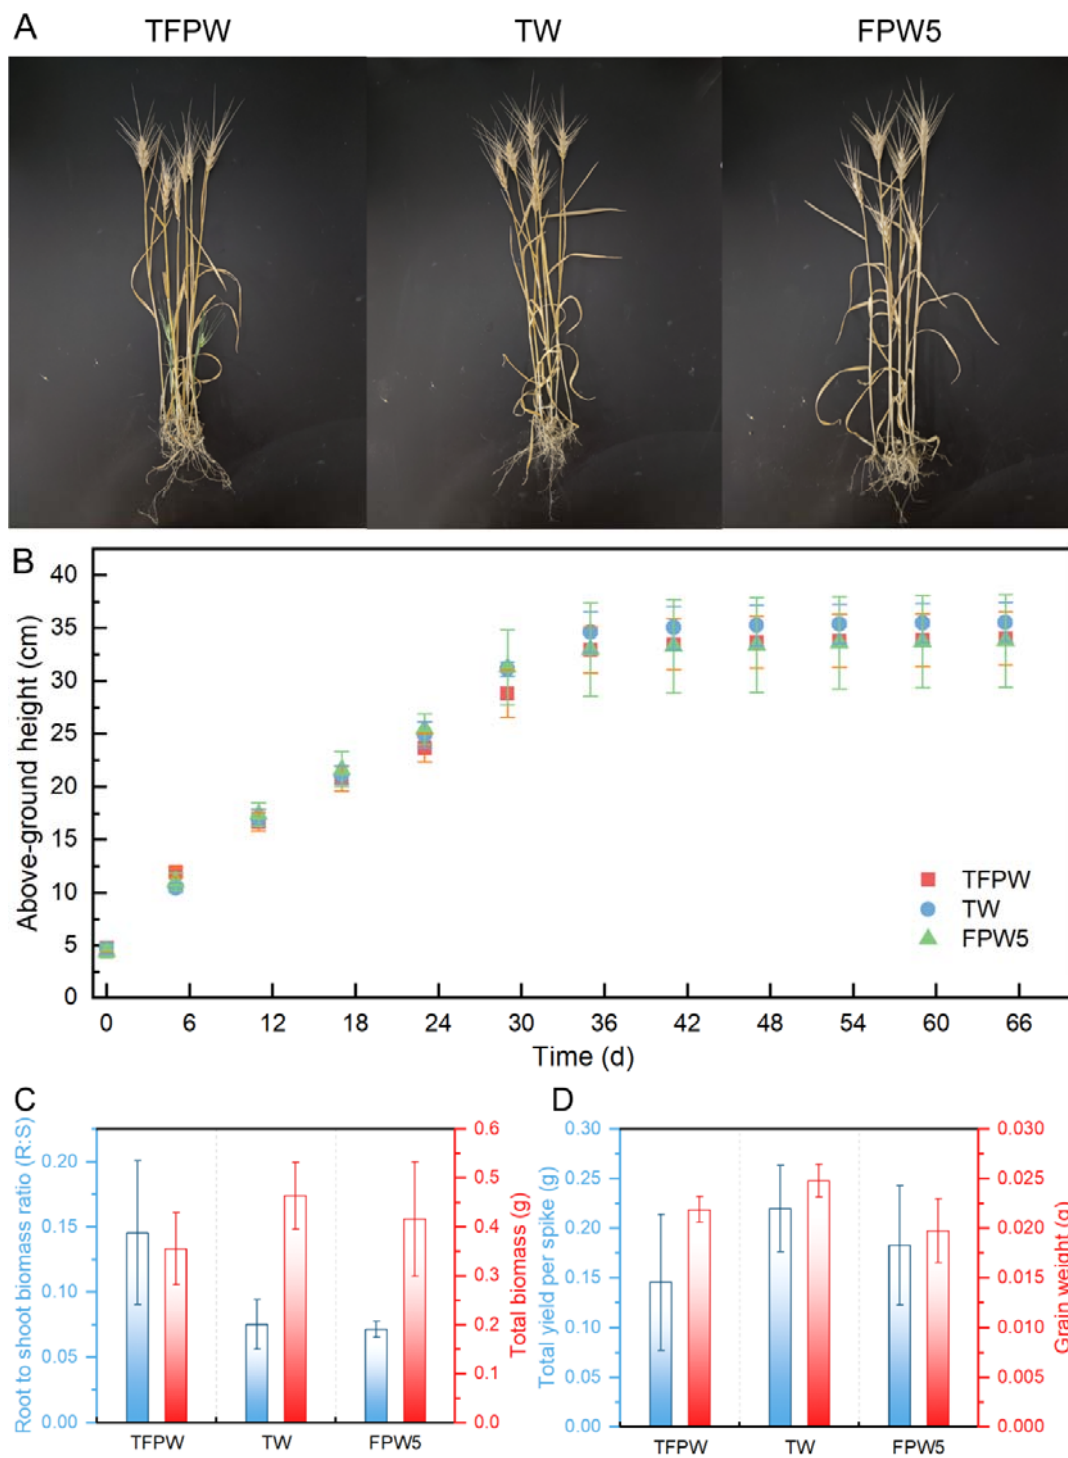 A
TFPW TW FPW5
B
Above-ground height (cm)
40
35
30
25
20
15
10
5
0
TFPW
TW
FPW5
0 6 12 18 24 30 36 42 48 54 60 66
Time (d)
C
Root to shoot biomass ratio (R:S)
0.20
0.15
0.10
0.05
0.00
0.6
0.5
0.4
0.3
0.2
0.1
0.0
Total biomass (g)
TFPW TW FPW5
D
Total yield per spike (g)
0.30
0.25
0.20
0.15
0.10
0.05
0.00
0.030
0.025
0.020
0.015
0.010
0.005
0.000
Grain weight (g)
TFPW TW FPW5